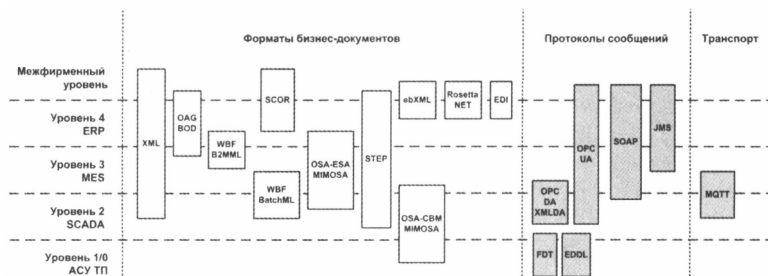 Форматы бизнес-документов
Протоколы сообщений
Транспорт
Межфирменный
уровень
Уровень 4
ERP
Уровень 3
MES
Уровень 2
SCADA
Уровень 1/0
АСУ ТП
XML
OAG
BOD
WBF
B2MML
SCOR
WBF
BatchML
OSA-ESA
MIMOSA
STEP
ebXML
Rosetta
NET
EDI
OSA-CBM
MIMOSA
OPC
DA
XMLDA
FDT
EDDL
OPC
UA
SOAP
JMS
MQTT